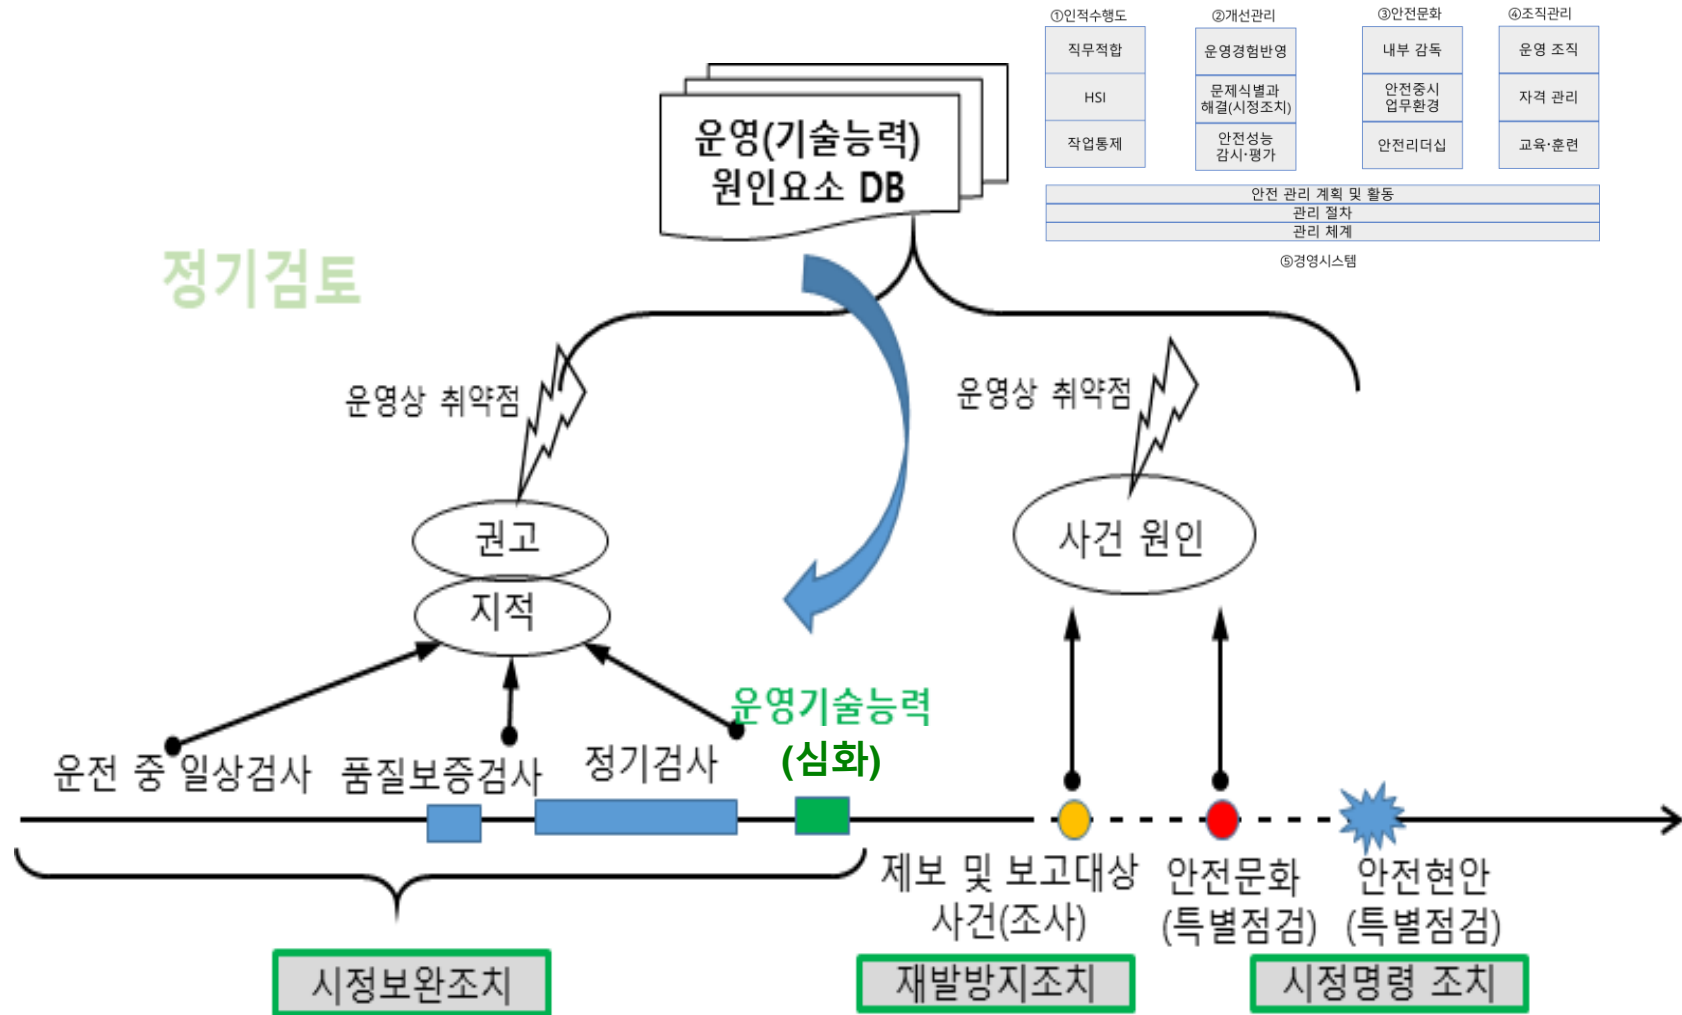 ①인적수행도
직무적합
HSI
작업통제
②개선관리
운영경험반영
문제식별과
해결(시정조치)
안전성능
감시·평가
③안전문화
내부 감독
안전중시
업무환경
안전리더십
④조직관리
운영 조직
자격 관리
교육·훈련
안전 관리 계획 및 활동
관리 절차
관리 체계
⑤경영시스템
운영(기술능력)
원인요소 DB
정기검토
운영상 취약점
운영상 취약점
권고
지적
사건 원인
운전 중 일상검사
품질보증검사
정기검사
운영기술능력
(심화)
제보 및 보고대상
사건(조사)
안전문화
(특별점검)
안전현안
(특별점검)
시정보완조치
재발방지조치
시정명령 조치